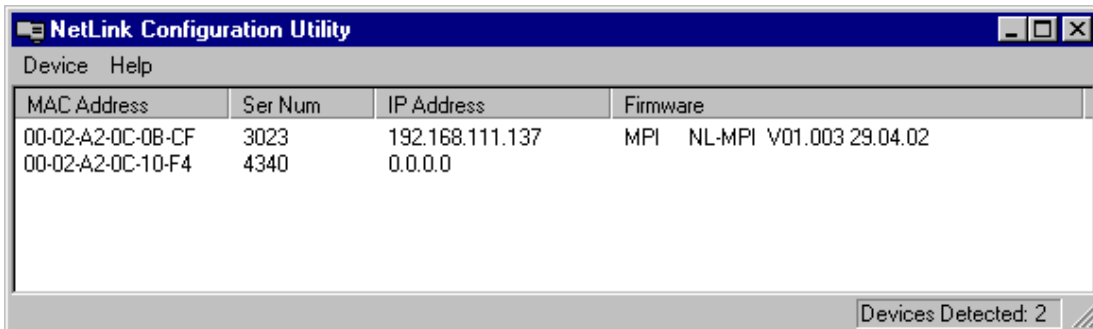 NetLink Configuration Utility
Device Help
MAC Address Ser Num IP Address Firmware
00-02-A2-0C-0B-CF 3023 192.168.111.137 MPI NL-MPI V01.003 29.04.02
00-02-A2-0C-10-F4 4340 0.0.0.0
Devices Detected: 2